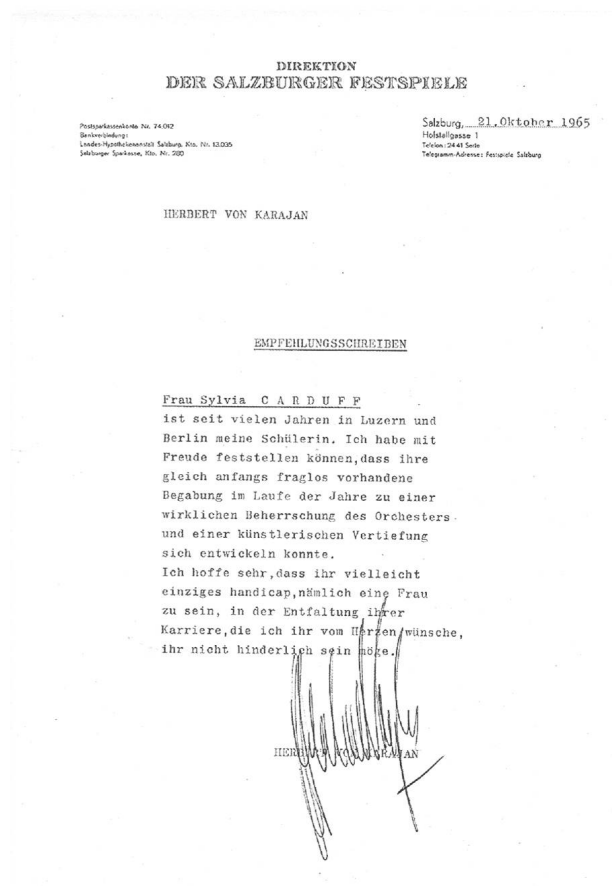 DIREKTION
DER SALZBURGER FESTSPIELE
Postsparkassenkonto Nr. 74.012
Bankverbindung:
Landes-Hypothekenanstalt Salzburg, Kto. Nr. 13.035
Salzburger Sparkasse, Kto. Nr. 280
Salzburg, 21.Oktober 1965
Hofstallgasse 1
Telefon: 2441 Serie
Telegramm-Adresse: Festspiele Salzburg
HERBERT VON KARAJAN
EMPFEHLUNGSSCHREIBEN
Frau Sylvia C A R D U F F
ist seit vielen Jahren in Luzern und
Berlin meine Schülerin. Ich habe mit
Freude feststellen können,dass ihre
gleich anfangs fraglos vorhandene
Begabung im Laufe der Jahre zu einer
wirklichen Beherrschung des Orchesters
und einer künstlerischen Vertiefung
sich entwickeln konnte.
Ich hoffe sehr,dass ihr vielleicht
einziges handicap,nämlich eine Frau
zu sein, in der Entfaltung ihrer
Karriere,die ich ihr vom Herzen wünsche,
ihr nicht hinderlich sein möge.
HERBERT VON KARAJAN